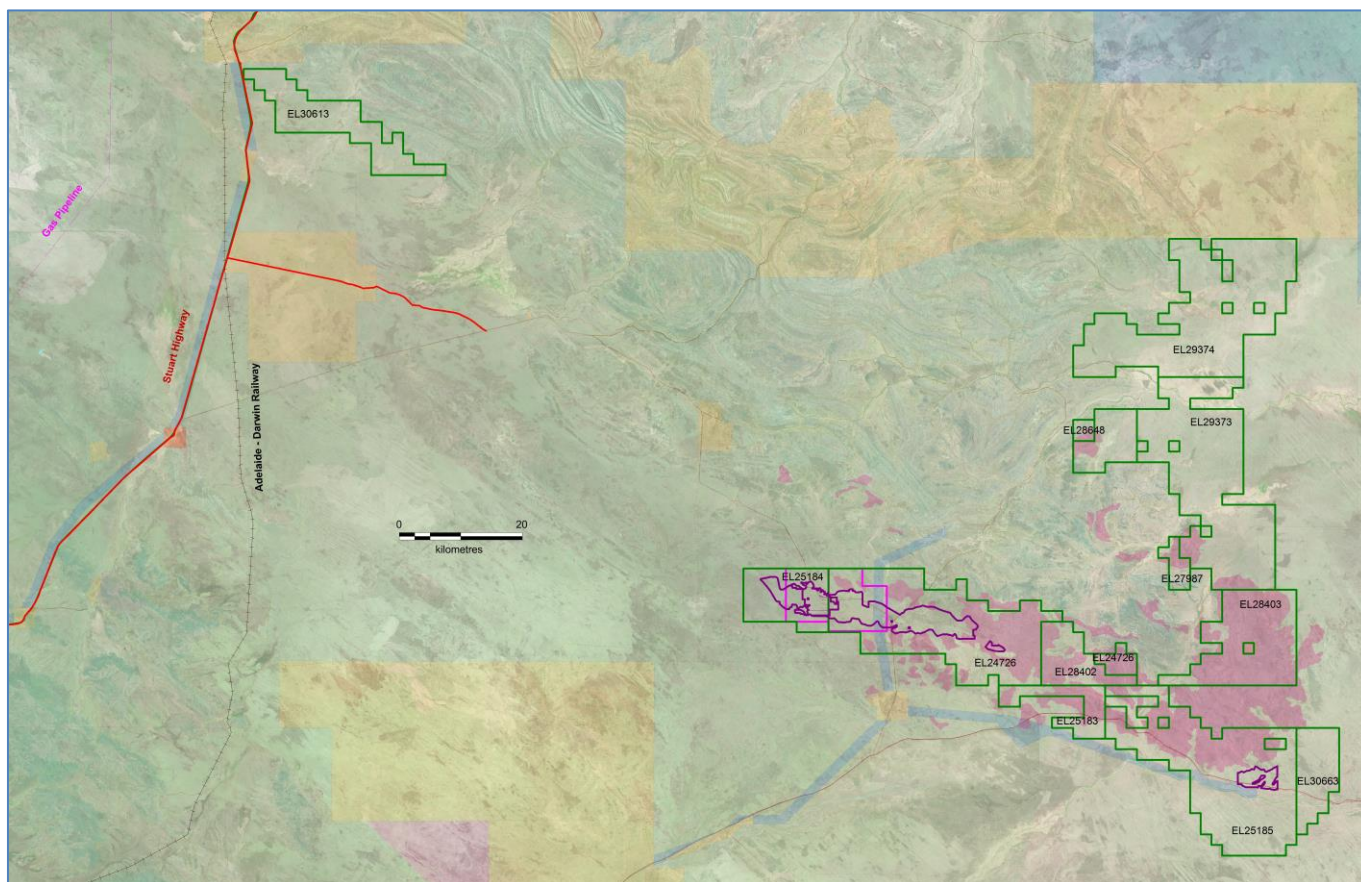 EL30613
Gas Pipeline
Stuart Highway
Adelaide - Darwin Railway
EL29374
EL29373
EL28648
0 20
kilometres
EL25184
EL27987
EL28403
EL24726
EL24726
EL28402
EL25183
EL30663
EL25185